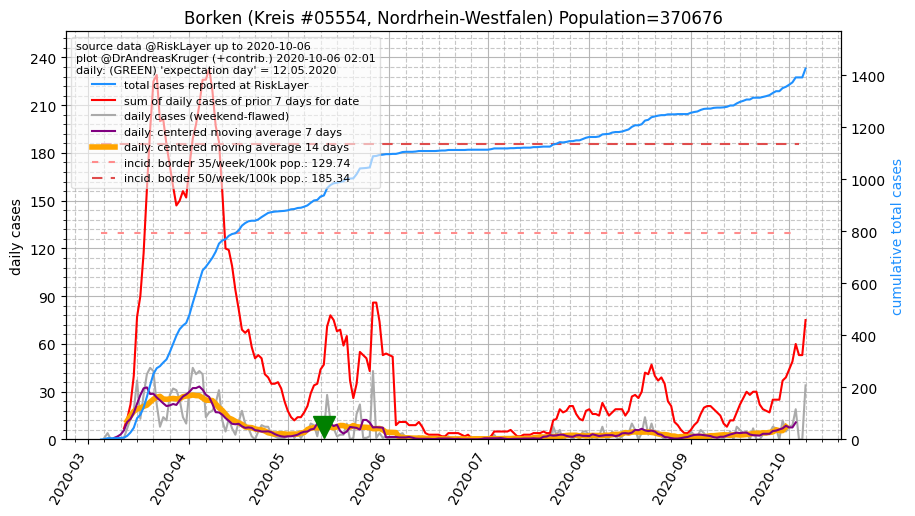 Borken (Kreis #05554, Nordrhein-Westfalen) Population=370676
source data @RiskLayer up to 2020-10-06
plot @DrAndreasKruger (+contrib.) 2020-10-06 02:01
daily: (GREEN) 'expectation day' = 12.05.2020
total cases reported at RiskLayer
sum of daily cases of prior 7 days for date
daily cases (weekend-flawed)
daily: centered moving average 7 days
daily: centered moving average 14 days
incid. border 35/week/100k pop.: 129.74
incid. border 50/week/100k pop.: 185.34
daily cases
240
210
180
150
120
90
60
30
0
1400
1200
1000
800
600
400
200
0
cumulative total cases
2020-03
2020-04
2020-05
2020-06
2020-07
2020-08
2020-09
2020-10